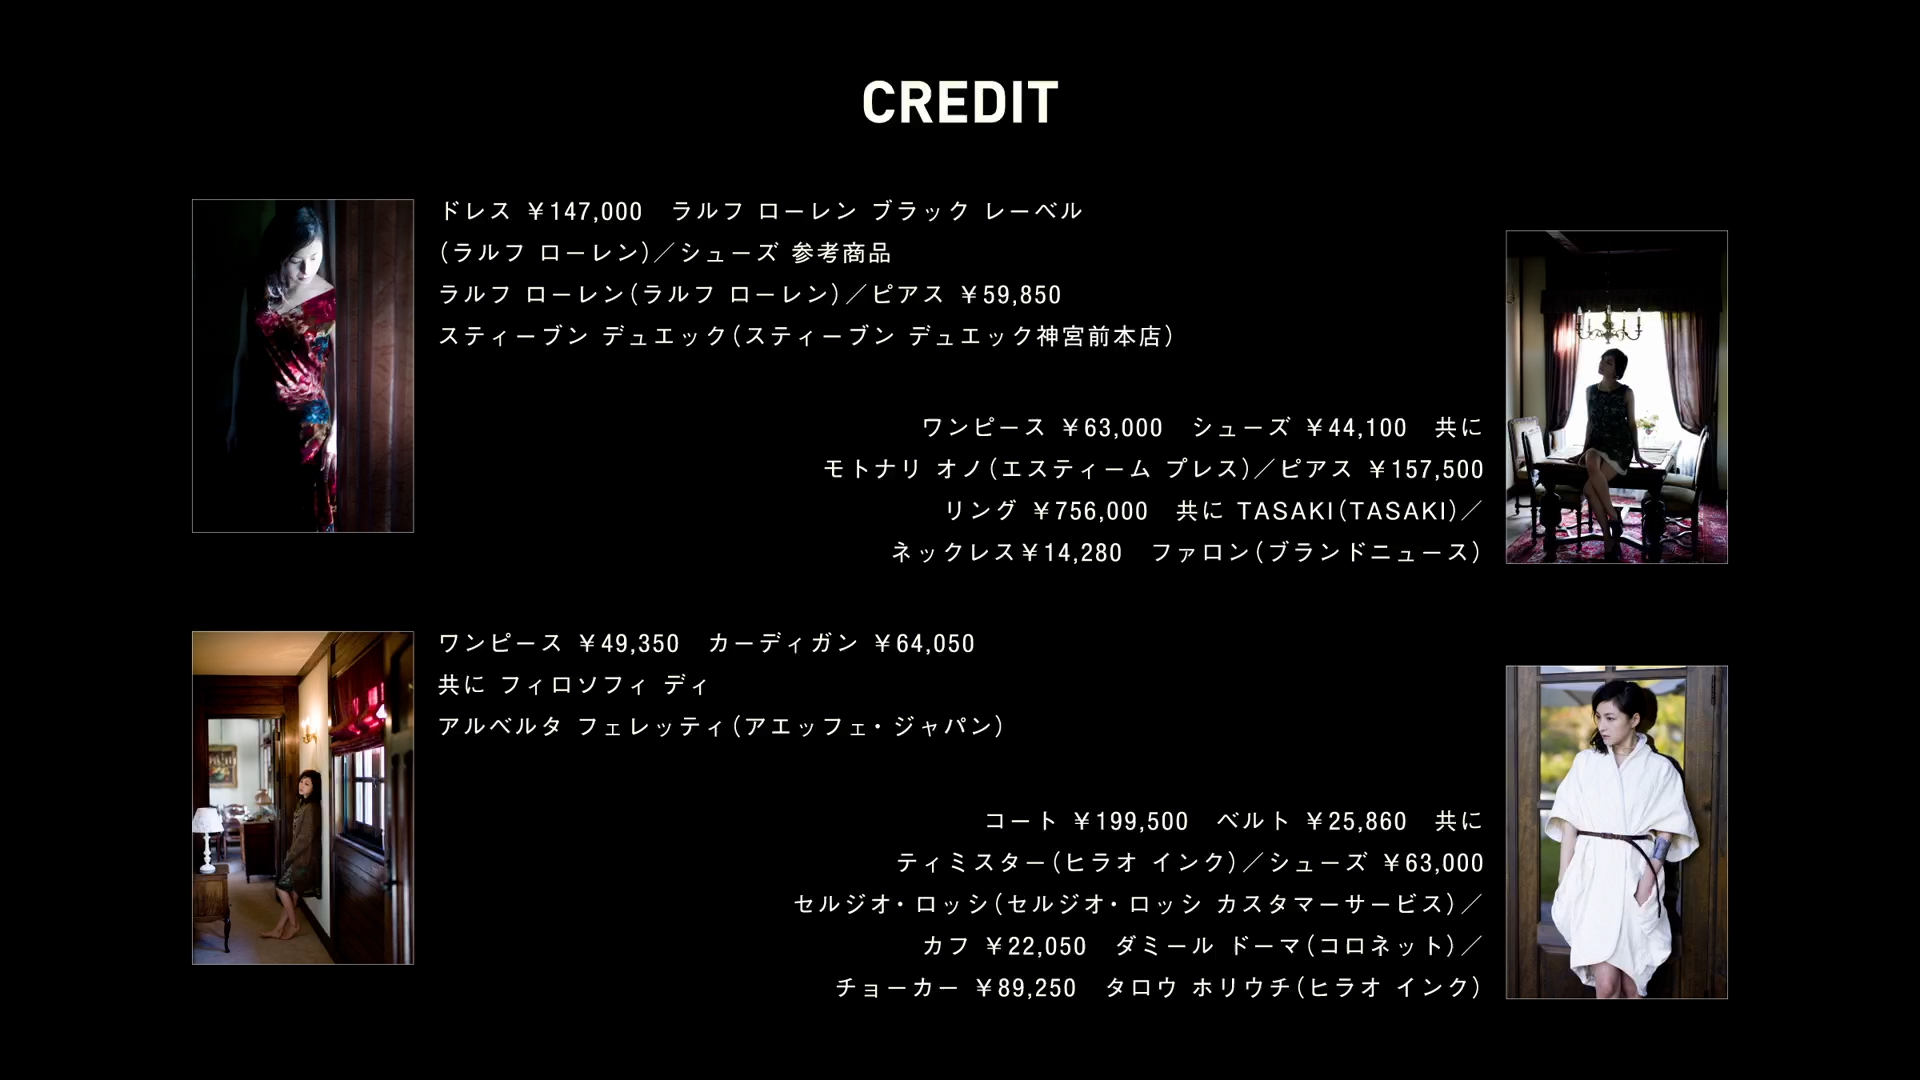 CREDIT
ドレス ￥147,000　ラルフ ローレン ブラック レーベル
(ラルフ ローレン)／シューズ 参考商品
ラルフ ローレン(ラルフ ローレン)／ピアス ￥59,850
スティーブン デュエック(スティーブン デュエック神宮前本店)
ワンピース ￥63,000　シューズ ￥44,100　共に
モトナリ オノ(エスティーム プレス)／ピアス ￥157,500
リング ￥756,000　共に TASAKI(TASAKI)／
ネックレス￥14,280　ファロン(ブランドニュース)
ワンピース ￥49,350　カーディガン ￥64,050
共に フィロソフィ ディ
アルベルタ フェレッティ(アエッフェ・ジャパン)
コート ￥199,500　ベルト ￥25,860　共に
ティミスター(ヒラオ インク)／シューズ ￥63,000
セルジオ・ロッシ(セルジオ・ロッシ カスタマーサービス)／
カフ ￥22,050　ダミール ドーマ(コロネット)／
チョーカー ￥89,250　タロウ ホリウチ(ヒラオ インク)